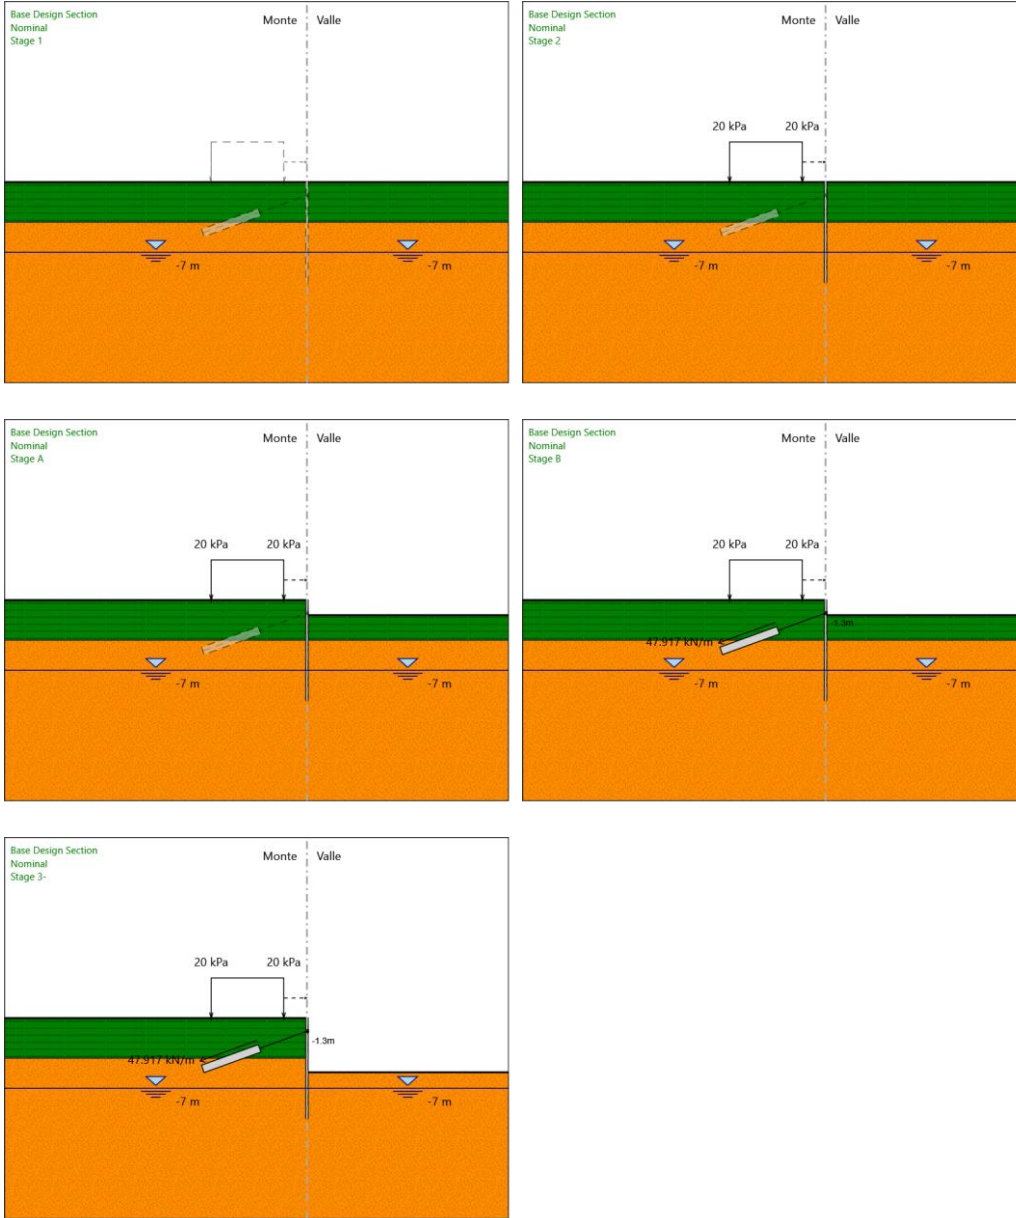 Base Design Section
Nominal
Stage 1
Monte Valle
-7 m -7 m
Base Design Section
Nominal
Stage 2
Monte Valle
20 kPa 20 kPa
-7 m -7 m
Base Design Section
Nominal
Stage A
Monte Valle
20 kPa 20 kPa
-7 m -7 m
Base Design Section
Nominal
Stage B
Monte Valle
20 kPa 20 kPa
-1.3m
47.917 kN/m
-7 m -7 m
Base Design Section
Nominal
Stage 3-
Monte Valle
20 kPa 20 kPa
-1.3m
47.917 kN/m
-7 m -7 m